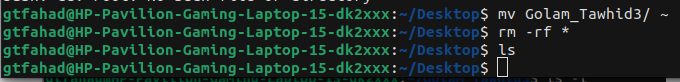 gtfahad@HP-Pavilion-Gaming-Laptop-15-dk2xxx:~/Desktop$ mv Golam_Tawhid3/ ~
gtfahad@HP-Pavilion-Gaming-Laptop-15-dk2xxx:~/Desktop$ rm -rf *
gtfahad@HP-Pavilion-Gaming-Laptop-15-dk2xxx:~/Desktop$ ls
gtfahad@HP-Pavilion-Gaming-Laptop-15-dk2xxx:~/Desktop$